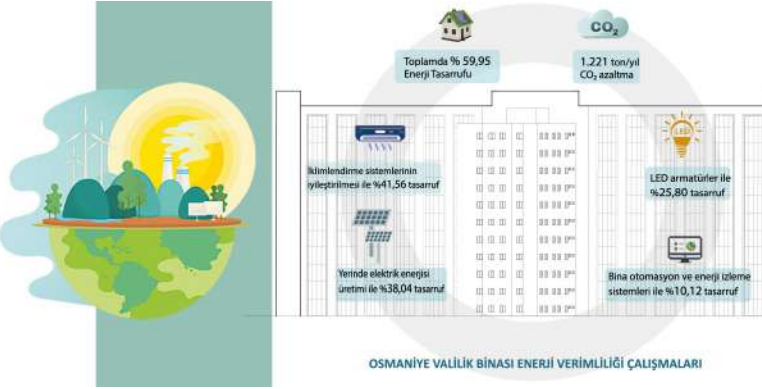 CO₂
Toplamda % 59,95
Enerji Tasarrufu
1.221 ton/yıl
CO₂ azaltma
İklimlendirme sistemlerinin
iyileştirilmesi ile %41,56 tasarruf
LED
LED armatürler ile
%25,80 tasarruf
Yerinde elektrik enerjisi
üretimi ile %38,04 tasarruf
Bina otomasyon ve enerji izleme
sistemleri ile %10,12 tasarruf
OSMANİYE VALİLİK BİNASI ENERJİ VERİMLİLİĞİ ÇALIŞMALARI